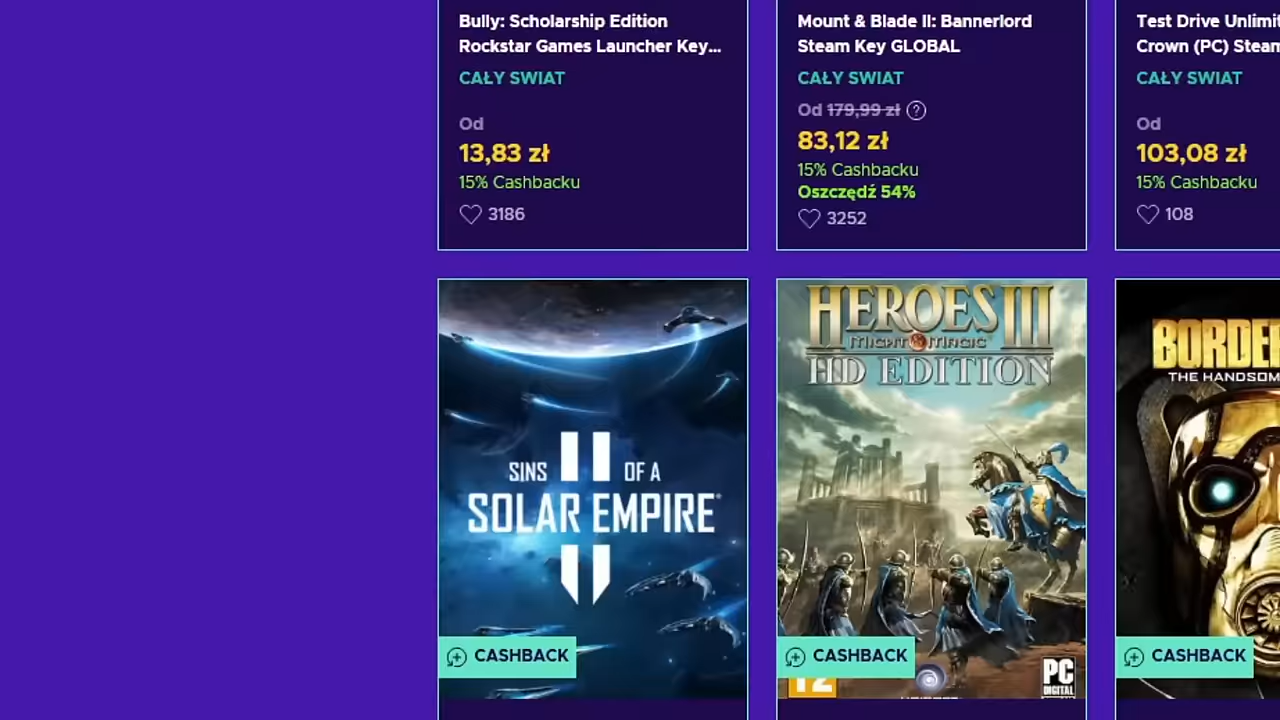 Bully: Scholarship Edition
Rockstar Games Launcher Key...
CAŁY SWIAT
Od
13,83 zł
15% Cashbacku
3186
Mount & Blade II: Bannerlord
Steam Key GLOBAL
CAŁY SWIAT
Od 179,99 zł ?
83,12 zł
15% Cashbacku
Oszczędź 54%
3252
Test Drive Unlimit
Crown (PC) Steam
CAŁY SWIAT
Od
103,08 zł
15% Cashbacku
108
SINS II OF A
SOLAR EMPIRE
CASHBACK
HEROES III
MIGHT & MAGIC
HD EDITION
CASHBACK
12
PC
DIGITAL
BORDE
THE HANDSOM
CASHBACK